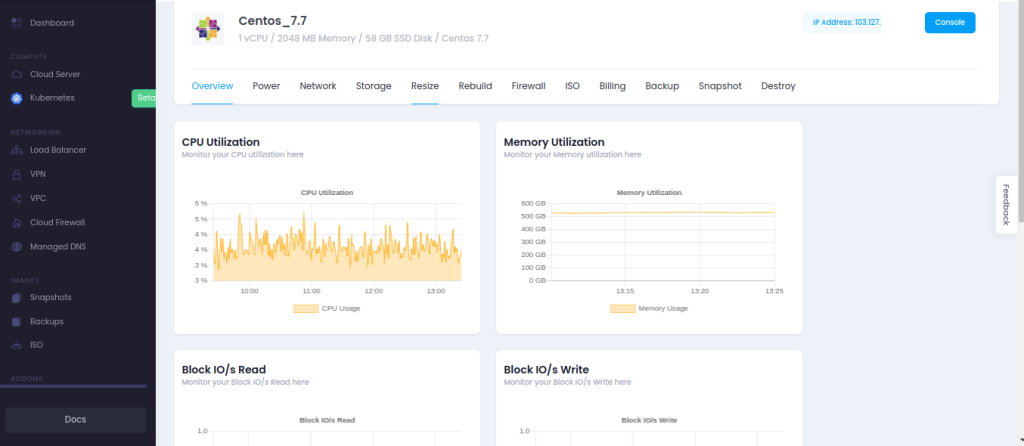 Dashboard
COMPUTE
Cloud Server
Kubernetes
Beta
NETWORKING
Load Balancer
VPN
VPC
Cloud Firewall
Managed DNS
IMAGES
Snapshots
Backups
ISO
ADDONS
Docs
Centos_7.7
1 vCPU / 2048 MB Memory / 58 GB SSD Disk / Centos 7.7
IP Address: 103.127.
Console
Overview Power Network Storage Resize Rebuild Firewall ISO Billing Backup Snapshot Destroy
CPU Utilization
Monitor your CPU utilization here
CPU Utilization
5 %
5 %
4 %
4 %
3 %
3 %
10:00 11:00 12:00 13:00
CPU Usage
Memory Utilization
Monitor your Memory utilization here
Memory Utilization
600 GB
500 GB
400 GB
300 GB
200 GB
100 GB
0 GB
13:15 13:20 13:25
Memory Usage
Block IO/s Read
Monitor your Block IO/s Read here
Block IO/s Read
1.0
Block IO/s Write
Monitor your Block IO/s Write here
Block IO/s Write
1.0
Feedback